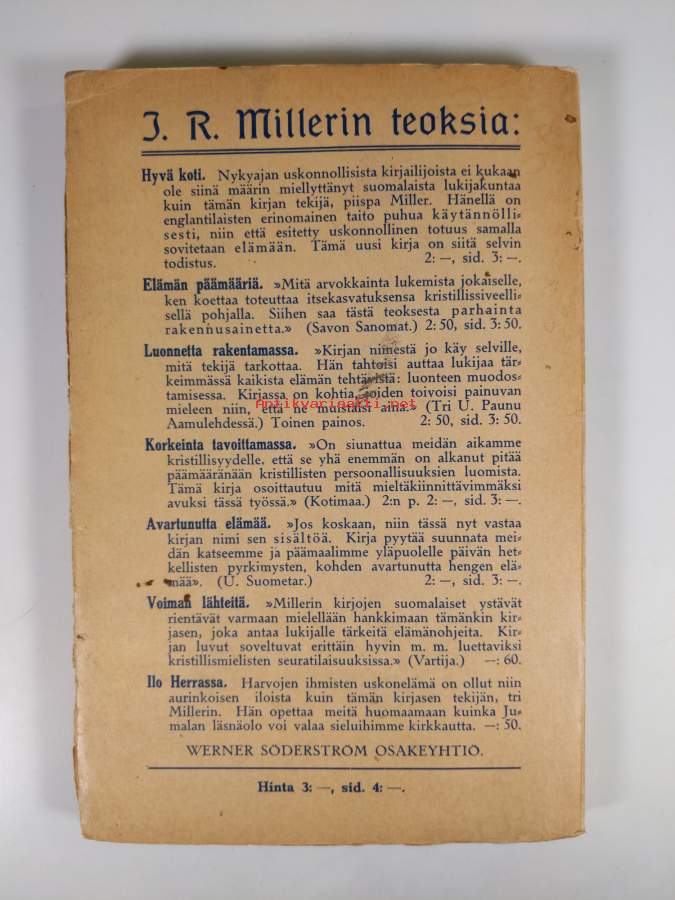 J. R. Millerin teoksia:
Hyvä koti. Nykyajan uskonnollisista kirjailijoista ei kukaan
ole siinä määrin miellyttänyt suomalaista lukijakuntaa
kuin tämän kirjan tekijä, piispa Miller. Hänellä on
englantilaisten erinomainen taito puhua käytännölli-
sesti, niin että esitetty uskonnollinen totuus samalla
sovitetaan elämään. Tämä uusi kirja on siitä selvin
todistus. 2: —, sid. 3: —.
Elämän päämääriä. »Mitä arvokkainta lukemista jokaiselle,
ken koettaa toteuttaa itsekasvatuksensa kristillissiveelli-
sellä pohjalla. Siihen saa tästä teoksesta parhainta
rakennusainetta.» (Savon Sanomat.) 2: 50, sid. 3: 50.
Luonnetta rakentamassa. »Kirjan nimestä jo käy selville,
mitä tekijä tarkottaa. Hän tahtoisi auttaa lukijaa tär-
keimmässä kaikista elämän tehtävistä: luonteen muodos-
tamisessa. Kirjassa on kohtia, joiden toivoisi painuvan
mieleen niin, että ne muistaisi aina.» (Tri U. Paunu
Aamulehdessä.) Toinen painos. 2: 50, sid. 3: 50.
Antikvariaatti.net
Korkeinta tavoittamassa. »On siunattua meidän aikamme
kristillisyydelle, että se yhä enemmän on alkanut pitää
päämääränään kristillisten persoonallisuuksien luomista.
Tämä kirja osoittautuu mitä mieltäkiinnittävimmäksi
avuksi tässä työssä.» (Kotimaa.) 2:n p. 2: —, sid. 3: —.
Avartunutta elämää. »Jos koskaan, niin tässä nyt vastaa
kirjan nimi sen sisältöä. Kirja pyytää suunnata mei-
dän katseemme ja päämaalimme yläpuolelle päivän het-
kellisten pyrkimysten, kohden avartunutta hengen elä-
mää». (U. Suometar.) 2: —, sid. 3: —.
Voiman lähteitä. »Millerin kirjojen suomalaiset ystävät
rientävät varmaan mielellään hankkimaan tämänkin kir-
jasen, joka antaa lukijalle tärkeitä elämänohjeita. Kir-
jan luvut soveltuvat erittäin hyvin m. m. luettaviksi
kristillismielisten seuratilaisuuksissa.» (Vartija.) —: 60.
Ilo Herrassa. Harvojen ihmisten uskonelämä on ollut niin
aurinkoisen iloista kuin tämän kirjasen tekijän, tri
Millerin. Hän opettaa meitä huomaamaan kuinka Ju-
malan läsnäolo voi valaa sieluihimme kirkkautta. —: 50.
WERNER SÖDERSTRÖM OSAKEYHTIÖ.
Hinta 3: —, sid. 4: —.